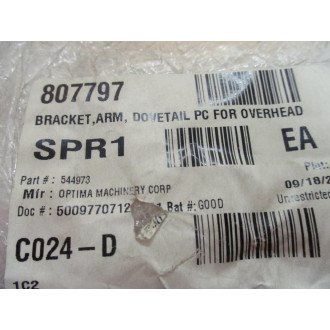 807797
BRACKET,ARM, DOVETAIL PC FOR OVERHEAD
SPR1 EA
Part # : 544973
Mfr : OPTIMA MACHINERY CORP 09/18/2
Doc # : Bat #: GOOD Unrestricted
C024-D
1C2